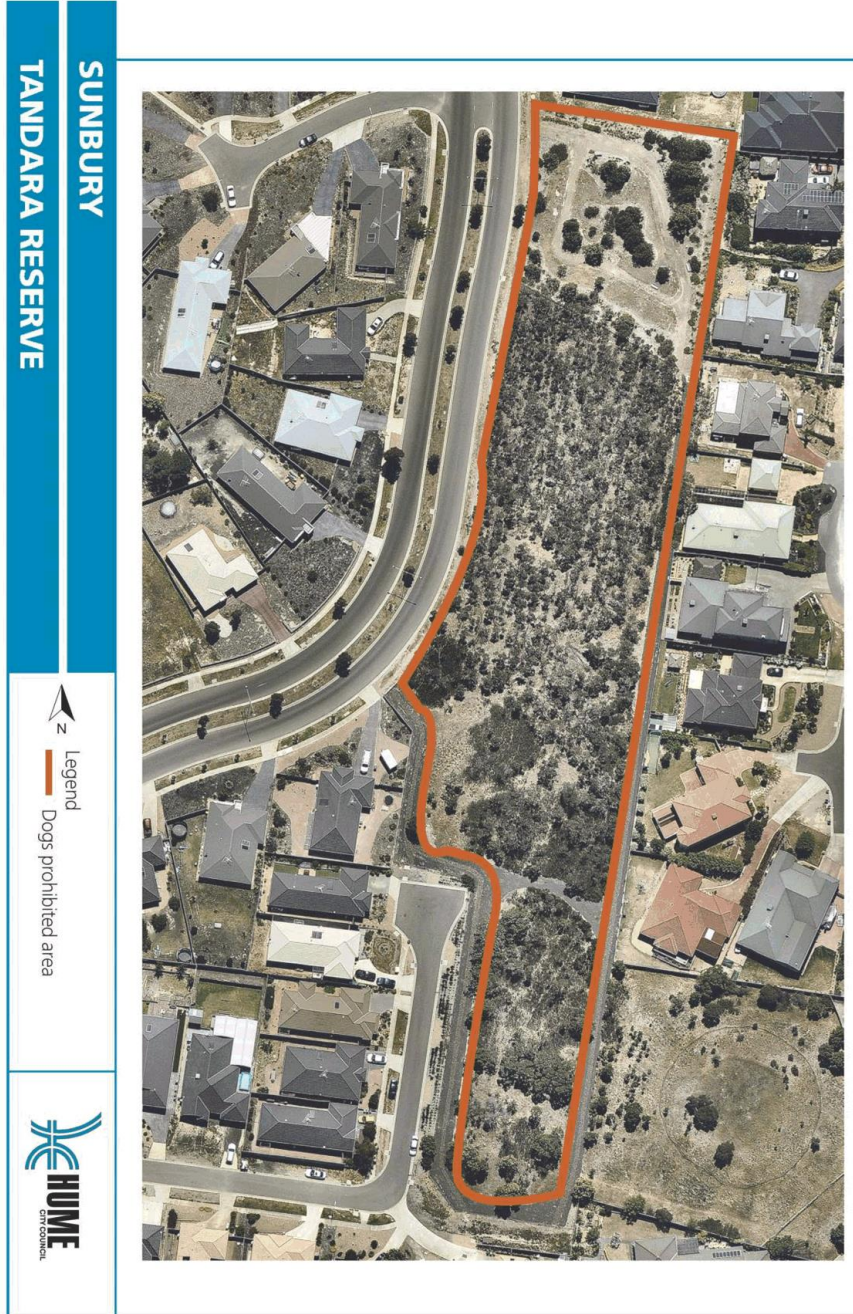 SUNBURY
TANDARA RESERVE
N
Legend
Dogs prohibited area
HUME
CITY COUNCIL